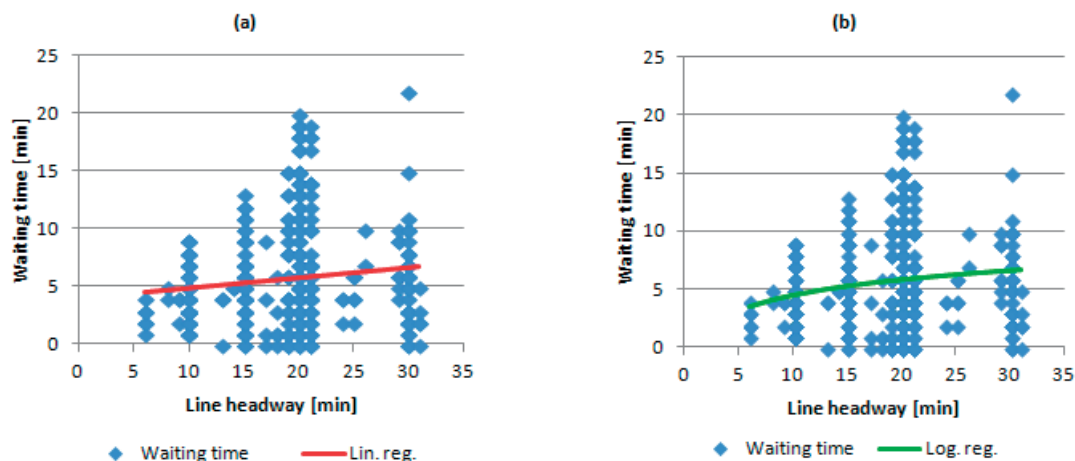 (a)
25
20
15
10
5
0
Waiting time [min]
0 5 10 15 20 25 30 35
Line headway [min]
Waiting time Lin. reg.
(b)
25
20
15
10
5
0
Waiting time [min]
0 5 10 15 20 25 30 35
Line headway [min]
Waiting time Log. reg.